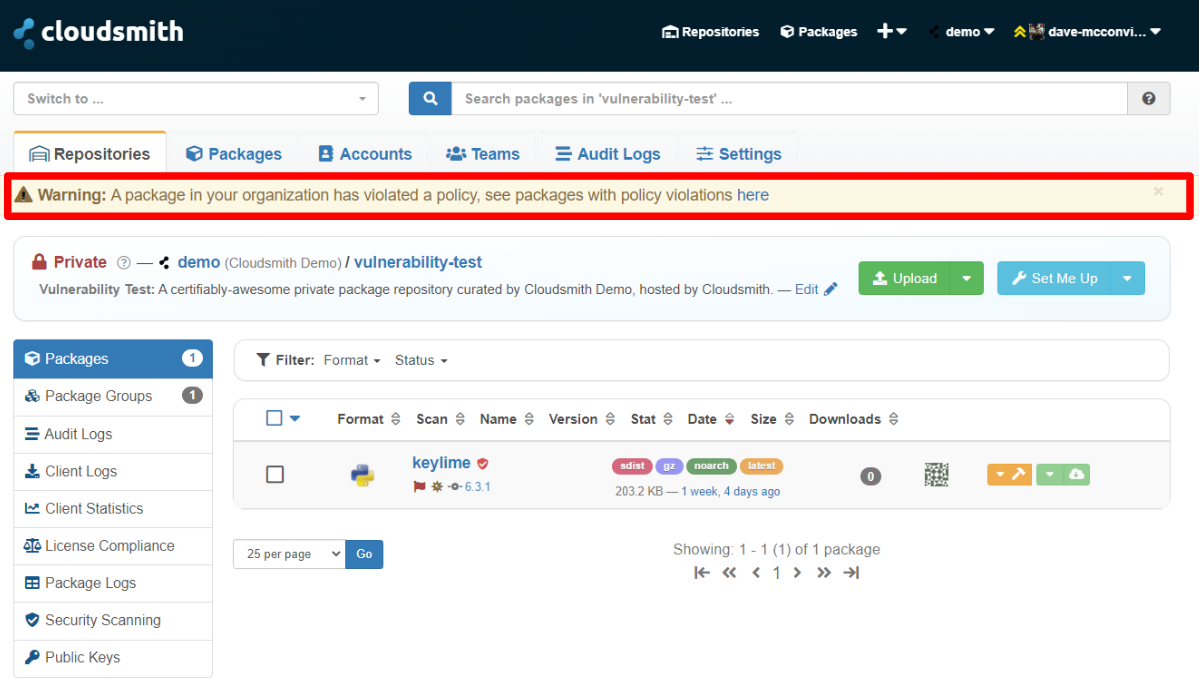 cloudsmith
Repositories Packages demo dave-mcconvi...
Switch to ... Search packages in 'vulnerability-test' ... ?
Repositories Packages Accounts Teams Audit Logs Settings
Warning: A package in your organization has violated a policy, see packages with policy violations here ×
Private ? — demo (Cloudsmith Demo) / vulnerability-test
Vulnerability Test: A certifiably-awesome private package repository curated by Cloudsmith Demo, hosted by Cloudsmith. — Edit
Upload Set Me Up
Packages 1
Package Groups 1
Audit Logs
Client Logs
Client Statistics
License Compliance
Package Logs
Security Scanning
Public Keys
Filter: Format Status
Format Scan Name Version Stat Date Size Downloads
keylime sdist gz noarch latest
6.3.1 203.2 KB — 1 week, 4 days ago 0
25 per page Go
Showing: 1 - 1 (1) of 1 package
1